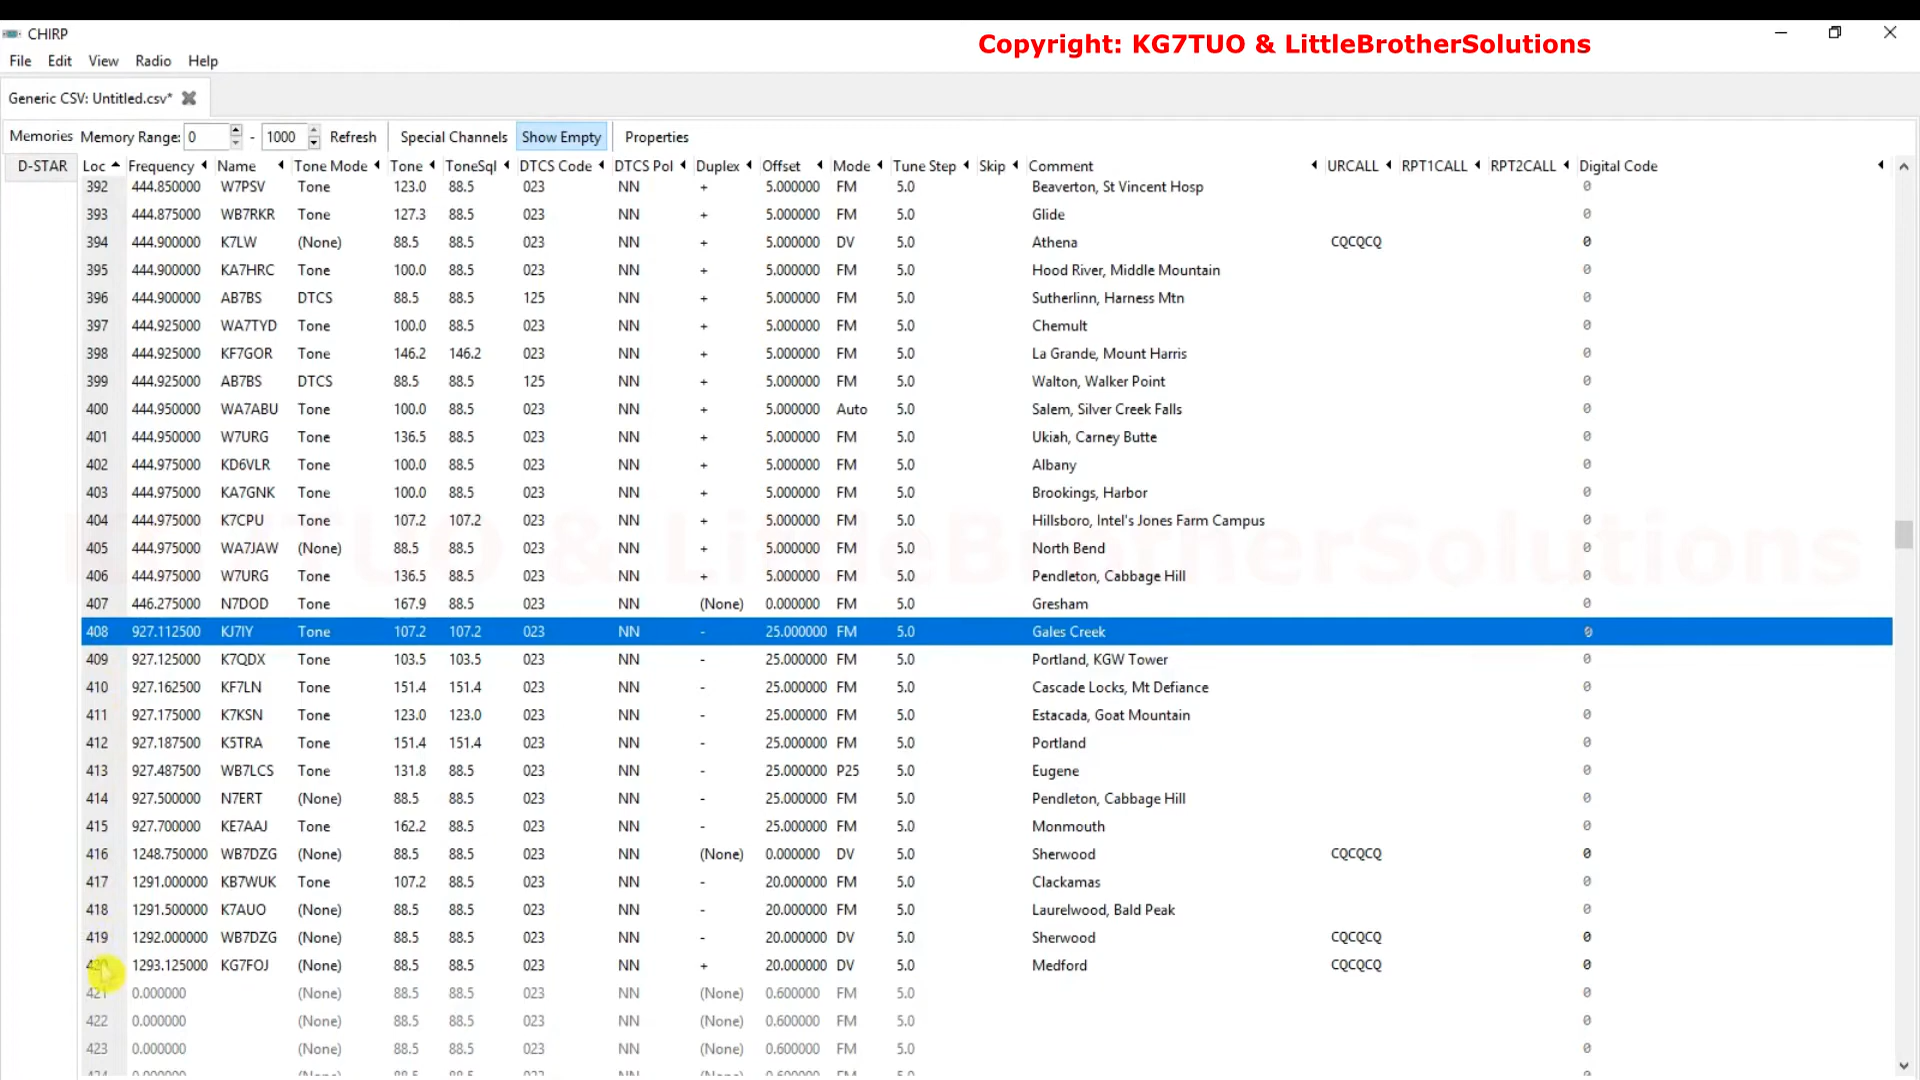 CHIRP
Copyright: KG7TUO & LittleBrotherSolutions
File Edit View Radio Help
Generic CSV: Untitled.csv*
Memories Memory Range: 0 - 1000 Refresh Special Channels Show Empty Properties
D-STAR Loc Frequency Name Tone Mode Tone ToneSql DTCS Code DTCS Pol Duplex Offset Mode Tune Step Skip Comment URCALL RPT1CALL RPT2CALL Digital Code
392 444.850000 W7PSV Tone 123.0 88.5 023 NN + 5.000000 FM 5.0 Beaverton, St Vincent Hosp 0
393 444.875000 WB7RKR Tone 127.3 88.5 023 NN + 5.000000 FM 5.0 Glide 0
394 444.900000 K7LW (None) 88.5 88.5 023 NN + 5.000000 DV 5.0 Athena CQCQCQ 0
395 444.900000 KA7HRC Tone 100.0 88.5 023 NN + 5.000000 FM 5.0 Hood River, Middle Mountain 0
396 444.900000 AB7BS DTCS 88.5 88.5 125 NN + 5.000000 FM 5.0 Sutherlinn, Harness Mtn 0
397 444.925000 WA7TYD Tone 100.0 88.5 023 NN + 5.000000 FM 5.0 Chemult 0
398 444.925000 KF7GOR Tone 146.2 146.2 023 NN + 5.000000 FM 5.0 La Grande, Mount Harris 0
399 444.925000 AB7BS DTCS 88.5 88.5 125 NN + 5.000000 FM 5.0 Walton, Walker Point 0
400 444.950000 WA7ABU Tone 100.0 88.5 023 NN + 5.000000 Auto 5.0 Salem, Silver Creek Falls 0
401 444.950000 W7URG Tone 136.5 88.5 023 NN + 5.000000 FM 5.0 Ukiah, Carney Butte 0
402 444.975000 KD6VLR Tone 100.0 88.5 023 NN + 5.000000 FM 5.0 Albany 0
403 444.975000 KA7GNK Tone 100.0 88.5 023 NN + 5.000000 FM 5.0 Brookings, Harbor 0
404 444.975000 K7CPU Tone 107.2 107.2 023 NN + 5.000000 FM 5.0 Hillsboro, Intel's Jones Farm Campus 0
KG7TUO & LittleBrotherSolutions
405 444.975000 WA7JAW (None) 88.5 88.5 023 NN + 5.000000 FM 5.0 North Bend 0
406 444.975000 W7URG Tone 136.5 88.5 023 NN + 5.000000 FM 5.0 Pendleton, Cabbage Hill 0
407 446.275000 N7DOD Tone 167.9 88.5 023 NN (None) 0.000000 FM 5.0 Gresham 0
408 927.112500 KJ7IY Tone 107.2 107.2 023 NN - 25.000000 FM 5.0 Gales Creek 0
409 927.125000 K7QDX Tone 103.5 103.5 023 NN - 25.000000 FM 5.0 Portland, KGW Tower 0
410 927.162500 KF7LN Tone 151.4 151.4 023 NN - 25.000000 FM 5.0 Cascade Locks, Mt Defiance 0
411 927.175000 K7KSN Tone 123.0 123.0 023 NN - 25.000000 FM 5.0 Estacada, Goat Mountain 0
412 927.187500 K5TRA Tone 151.4 151.4 023 NN - 25.000000 FM 5.0 Portland 0
413 927.487500 WB7LCS Tone 131.8 88.5 023 NN - 25.000000 P25 5.0 Eugene 0
414 927.500000 N7ERT (None) 88.5 88.5 023 NN - 25.000000 FM 5.0 Pendleton, Cabbage Hill 0
415 927.700000 KE7AAJ Tone 162.2 88.5 023 NN - 25.000000 FM 5.0 Monmouth 0
416 1248.750000 WB7DZG (None) 88.5 88.5 023 NN (None) 0.000000 DV 5.0 Sherwood CQCQCQ 0
417 1291.000000 KB7WUK Tone 107.2 88.5 023 NN - 20.000000 FM 5.0 Clackamas 0
418 1291.500000 K7AUO (None) 88.5 88.5 023 NN - 20.000000 FM 5.0 Laurelwood, Bald Peak 0
419 1292.000000 WB7DZG (None) 88.5 88.5 023 NN - 20.000000 DV 5.0 Sherwood CQCQCQ 0
420 1293.125000 KG7FOJ (None) 88.5 88.5 023 NN + 20.000000 DV 5.0 Medford CQCQCQ 0
421 0.000000 (None) 88.5 88.5 023 NN (None) 0.600000 FM 5.0 0
422 0.000000 (None) 88.5 88.5 023 NN (None) 0.600000 FM 5.0 0
423 0.000000 (None) 88.5 88.5 023 NN (None) 0.600000 FM 5.0 0